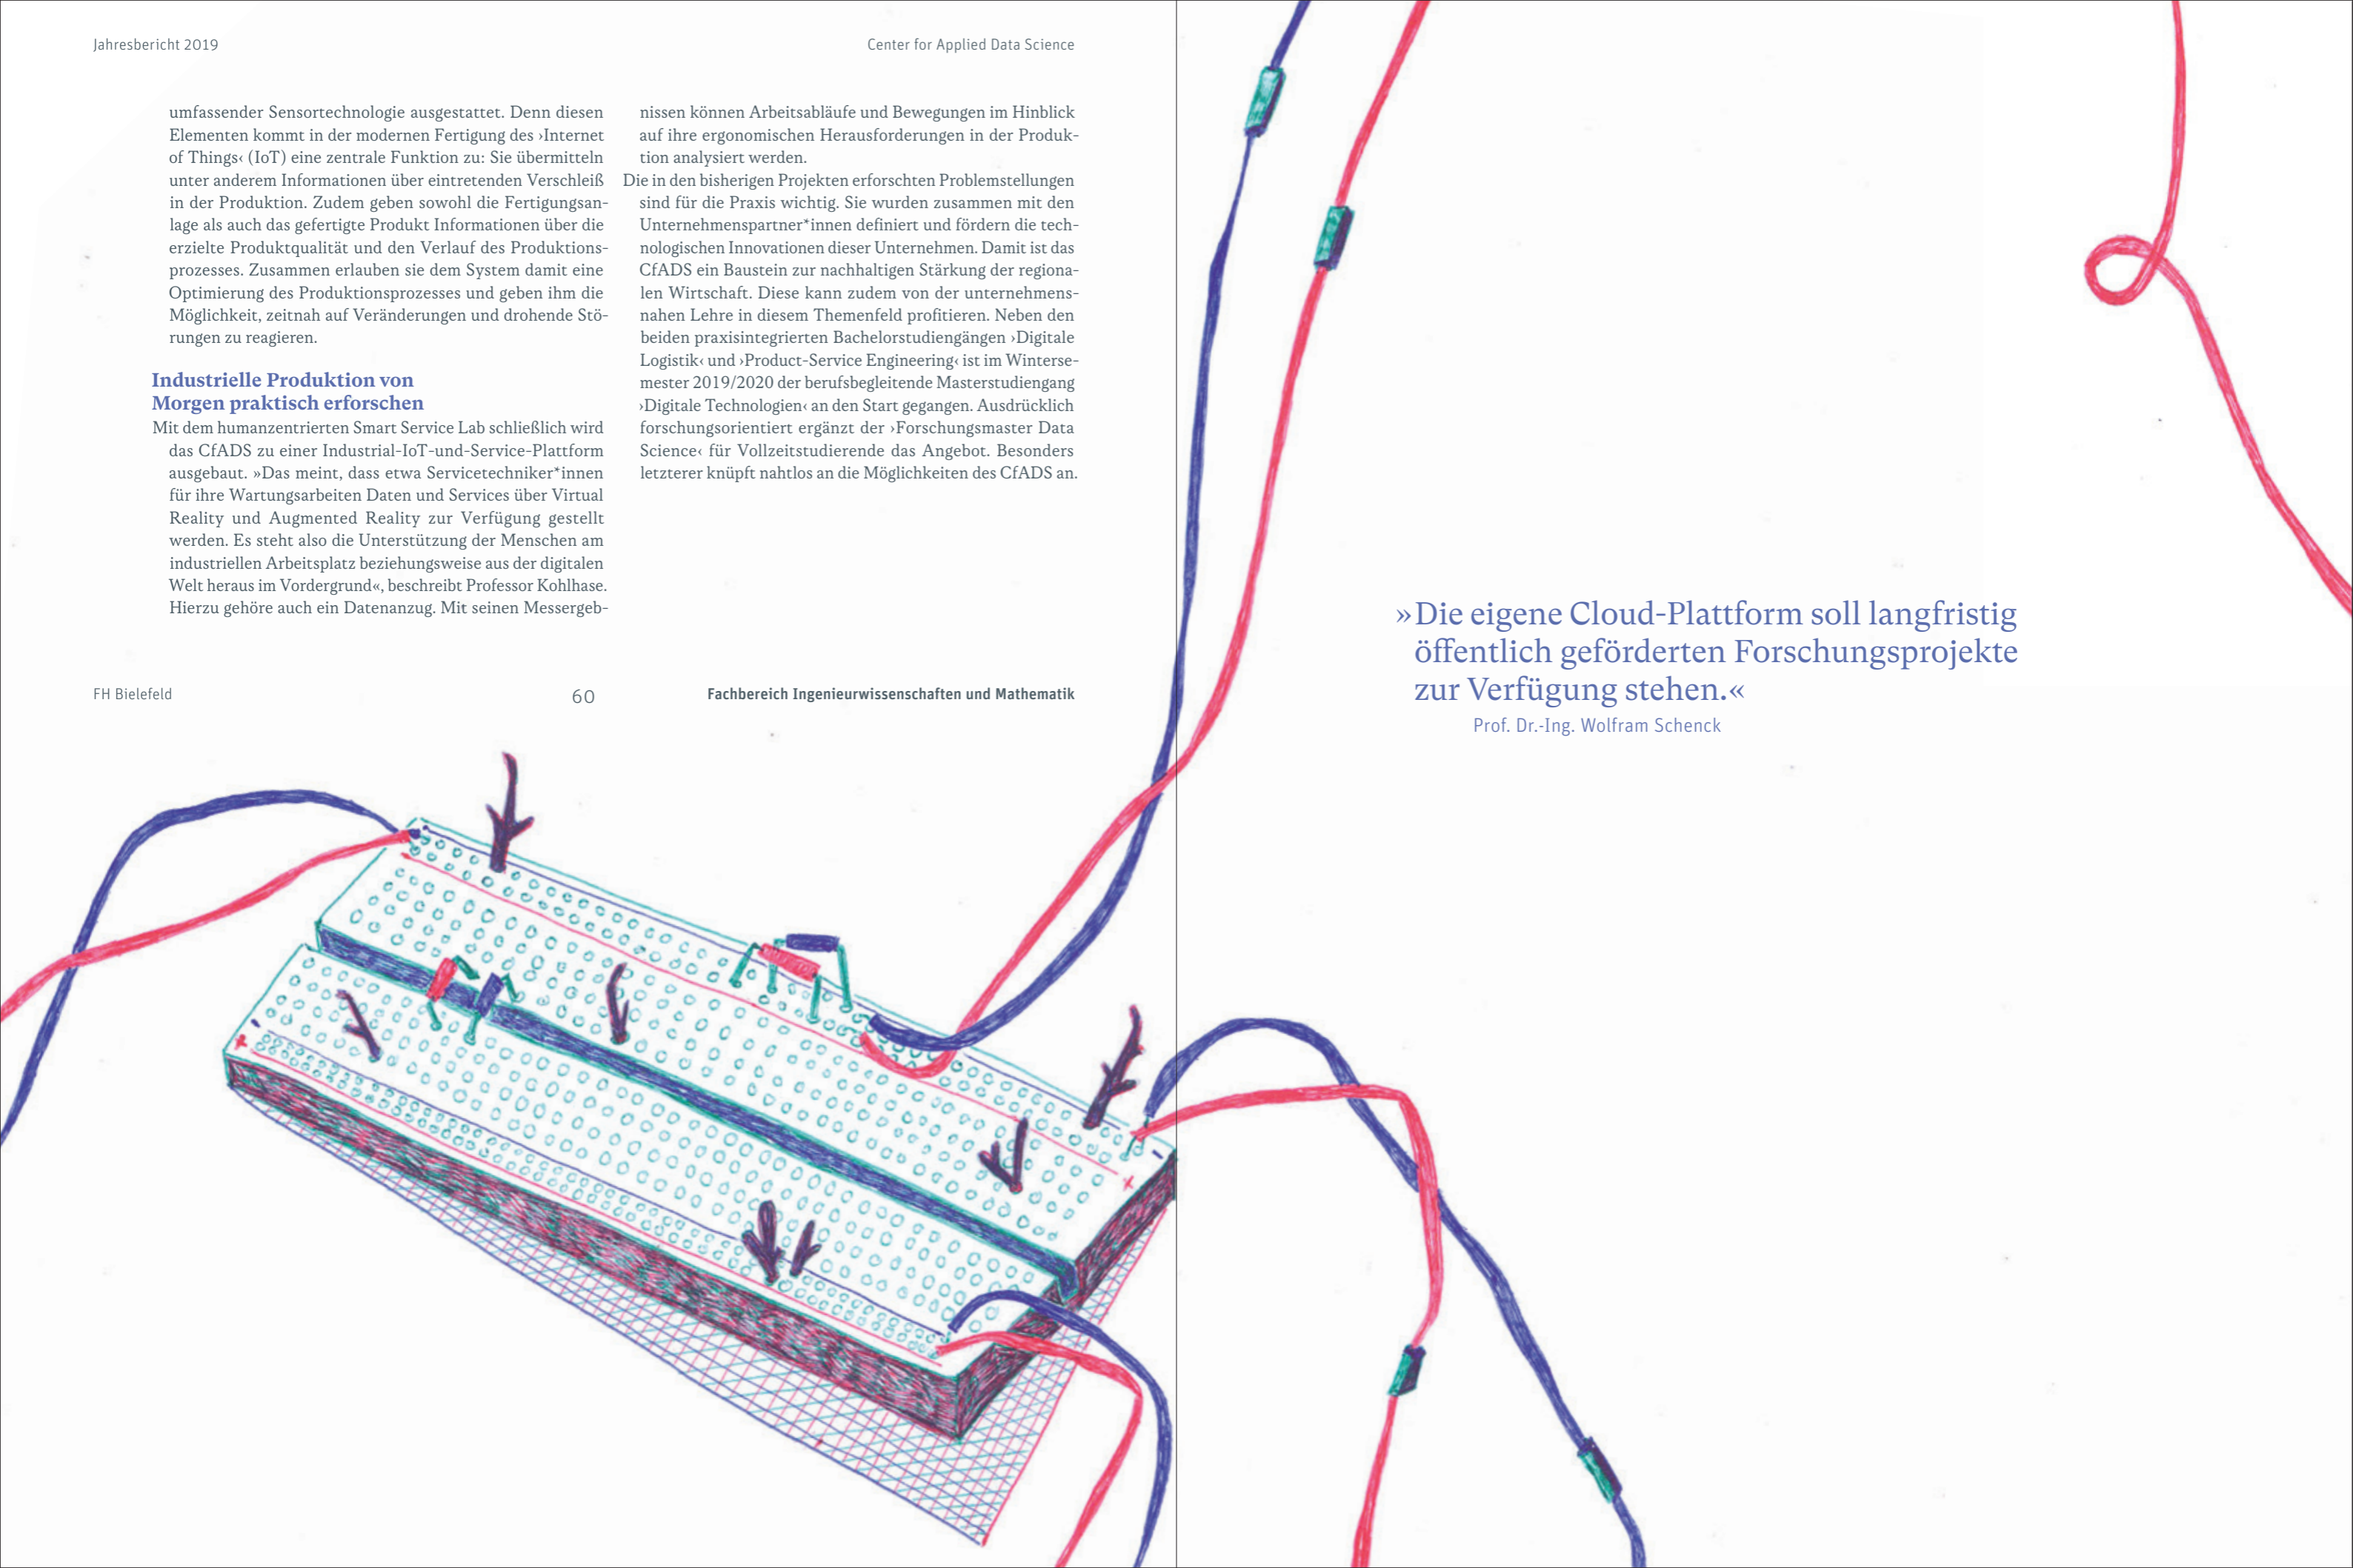 Jahresbericht 2019
Center for Applied Data Science
umfassender Sensortechnologie ausgestattet. Denn diesen
Elementen kommt in der modernen Fertigung des ›Internet
of Things‹ (IoT) eine zentrale Funktion zu: Sie übermitteln
unter anderem Informationen über eintretenden Verschleiß
in der Produktion. Zudem geben sowohl die Fertigungsan-
lage als auch das gefertigte Produkt Informationen über die
erzielte Produktqualität und den Verlauf des Produktions-
prozesses. Zusammen erlauben sie dem System damit eine
Optimierung des Produktionsprozesses und geben ihm die
Möglichkeit, zeitnah auf Veränderungen und drohende Stö-
rungen zu reagieren.
Industrielle Produktion von
Morgen praktisch erforschen
Mit dem humanzentrierten Smart Service Lab schließlich wird
das CfADS zu einer Industrial-IoT-und-Service-Plattform
ausgebaut. »Das meint, dass etwa Servicetechniker*innen
für ihre Wartungsarbeiten Daten und Services über Virtual
Reality und Augmented Reality zur Verfügung gestellt
werden. Es steht also die Unterstützung der Menschen am
industriellen Arbeitsplatz beziehungsweise aus der digitalen
Welt heraus im Vordergrund«, beschreibt Professor Kohlhase.
Hierzu gehöre auch ein Datenanzug. Mit seinen Messergeb-
nissen können Arbeitsabläufe und Bewegungen im Hinblick
auf ihre ergonomischen Herausforderungen in der Produk-
tion analysiert werden.
Die in den bisherigen Projekten erforschten Problemstellungen
sind für die Praxis wichtig. Sie wurden zusammen mit den
Unternehmenspartner*innen definiert und fördern die tech-
nologischen Innovationen dieser Unternehmen. Damit ist das
CfADS ein Baustein zur nachhaltigen Stärkung der regiona-
len Wirtschaft. Diese kann zudem von der unternehmens-
nahen Lehre in diesem Themenfeld profitieren. Neben den
beiden praxisintegrierten Bachelorstudiengängen ›Digitale
Logistik‹ und ›Product-Service Engineering‹ ist im Winterse-
mester 2019/2020 der berufsbegleitende Masterstudiengang
›Digitale Technologien‹ an den Start gegangen. Ausdrücklich
forschungsorientiert ergänzt der ›Forschungsmaster Data
Science‹ für Vollzeitstudierende das Angebot. Besonders
letzterer knüpft nahtlos an die Möglichkeiten des CfADS an.
FH Bielefeld
60
Fachbereich Ingenieurwissenschaften und Mathematik
»Die eigene Cloud-Plattform soll langfristig
öffentlich geförderten Forschungsprojekte
zur Verfügung stehen.«
Prof. Dr.-Ing. Wolfram Schenck